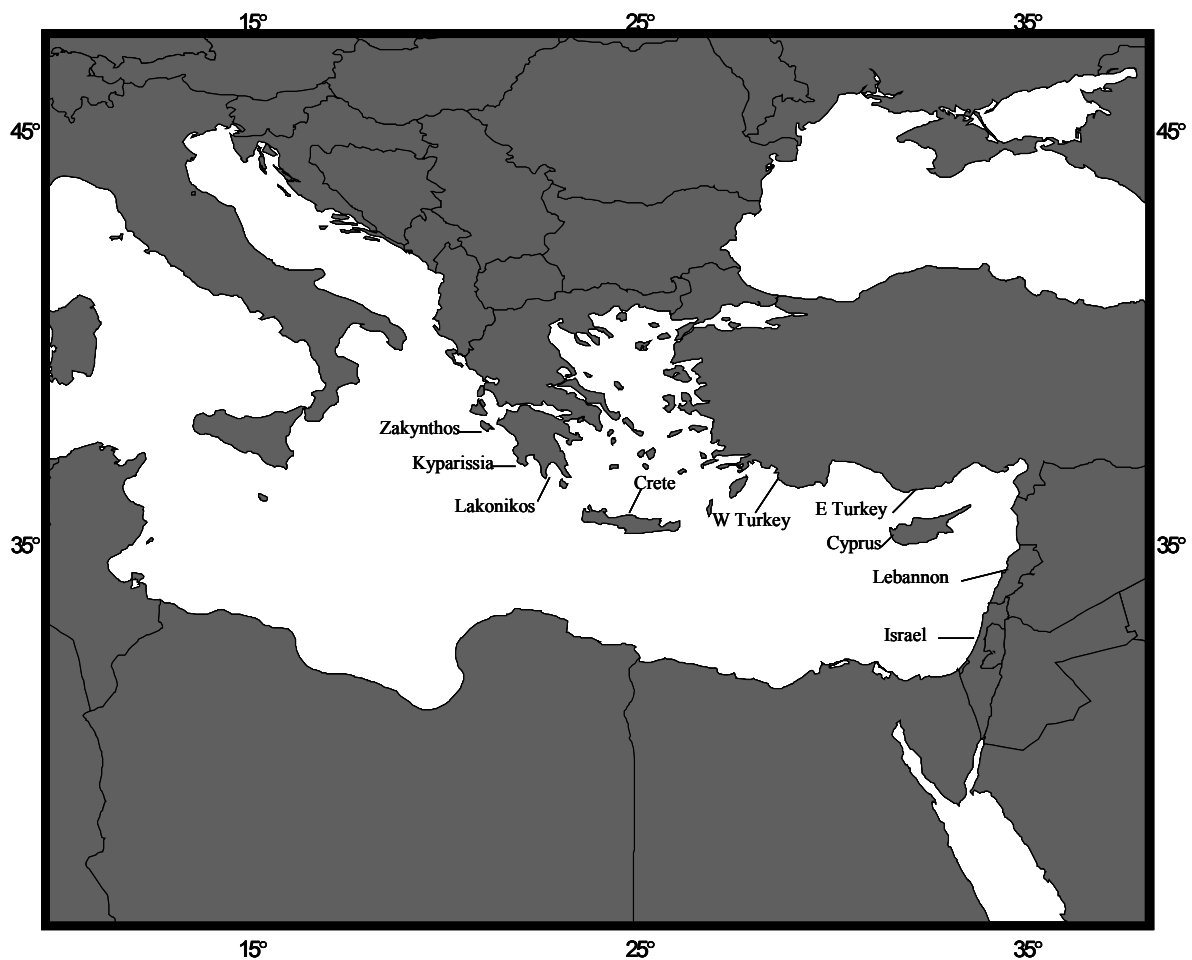 15° 25° 35°
45° 45°
Zakynthos
Kyparissia
Crete
Lakonikos
E Turkey
W Turkey
Cyprus
35° 35°
Lebannon
Israel
15° 25° 35°